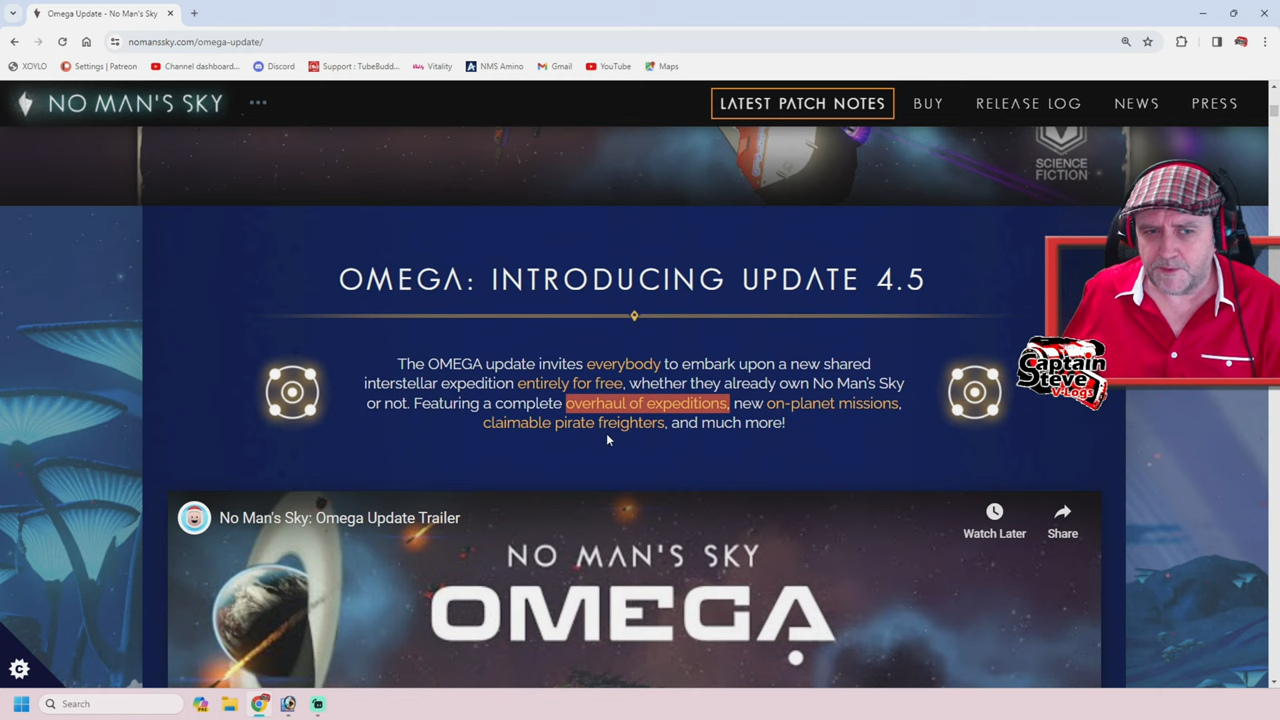 Omega Update - No Man's Sky
nomanssky.com/omega-update/
XOYLO
Settings | Patreon
Channel dashboard...
Discord
Support : TubeBudd...
Vitality
NMS Amino
Gmail
YouTube
Maps
NO MAN'S SKY
LATEST PATCH NOTES
BUY
RELEASE LOG
NEWS
PRESS
SCIENCE
FICTION
OMEGA: INTRODUCING UPDATE 4.5
The OMEGA update invites everybody to embark upon a new shared
interstellar expedition entirely for free, whether they already own No Man's Sky
or not. Featuring a complete overhaul of expeditions, new on-planet missions,
claimable pirate freighters, and much more!
Captain
Steve
V-Logs
No Man's Sky: Omega Update Trailer
Watch Later
Share
NO MAN'S SKY
OMEGA
C
Search